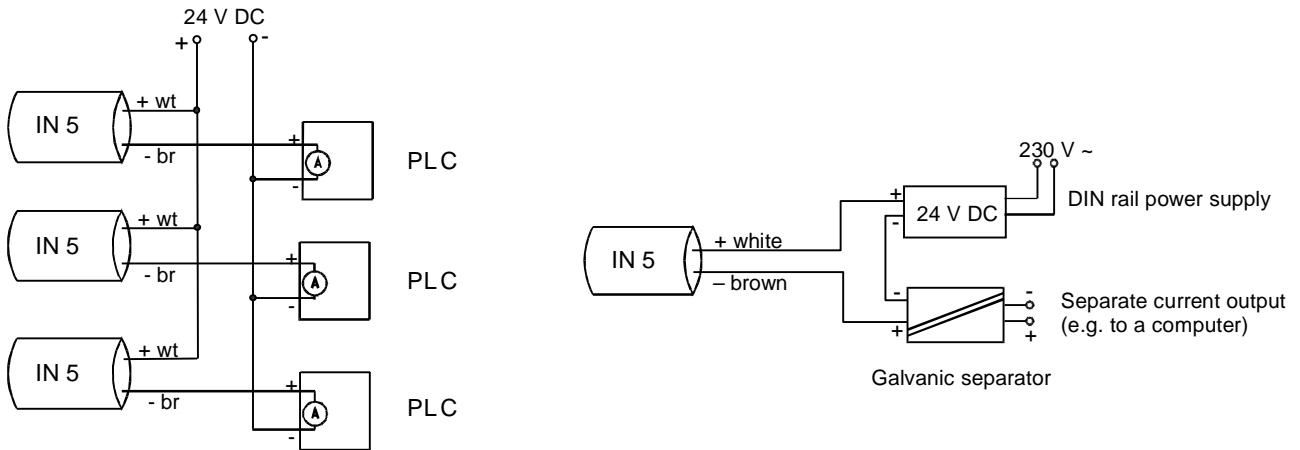 24 V DC
+ -
IN 5
+ wt
- br
+
A
-
PLC
IN 5
+ wt
- br
+
A
-
PLC
IN 5
+ wt
- br
+
A
-
PLC
230 V ~
+
-
24 V DC
DIN rail power supply
IN 5
+ white
– brown
-
+
-
+
Separate current output
(e.g. to a computer)
Galvanic separator